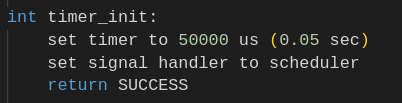 int timer_init:
    set timer to 50000 us (0.05 sec)
    set signal handler to scheduler
    return SUCCESS